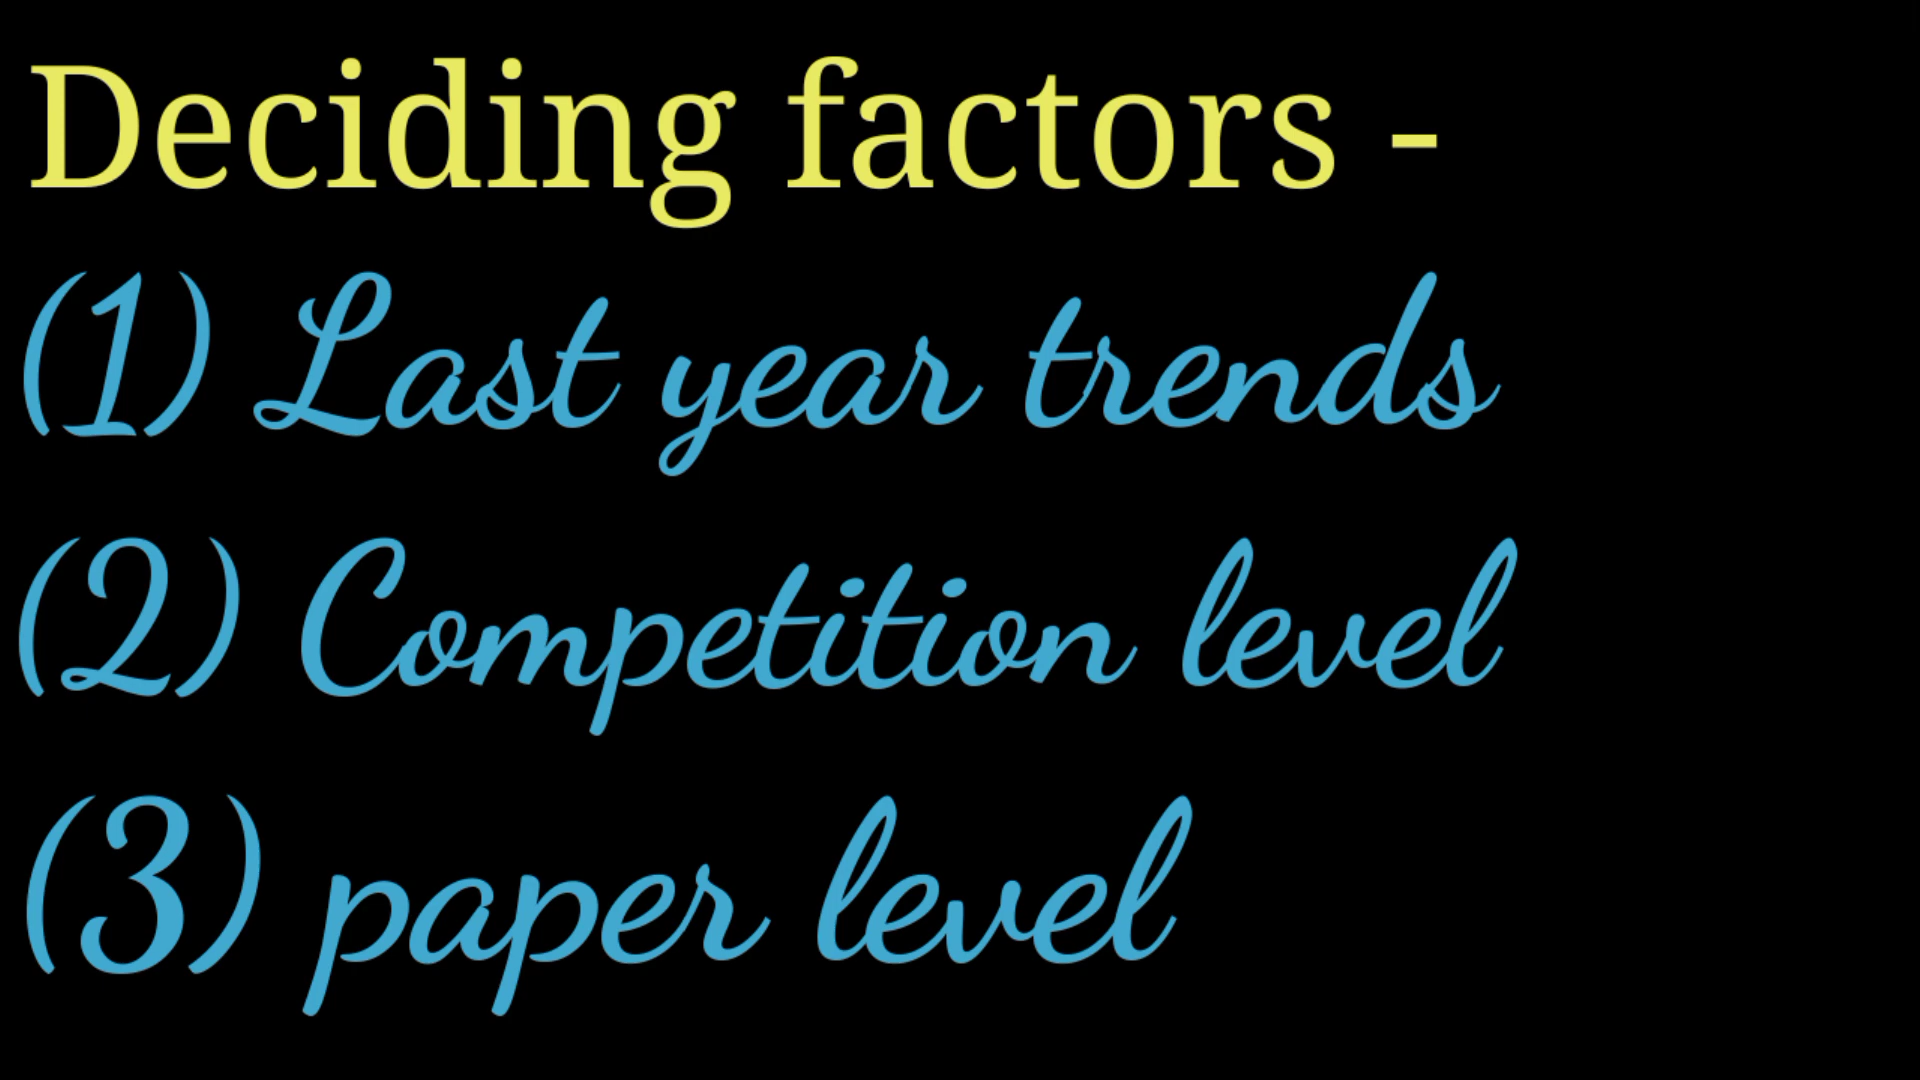 Deciding factors -
(1) Last year trends
(2) Competition level
(3) paper level